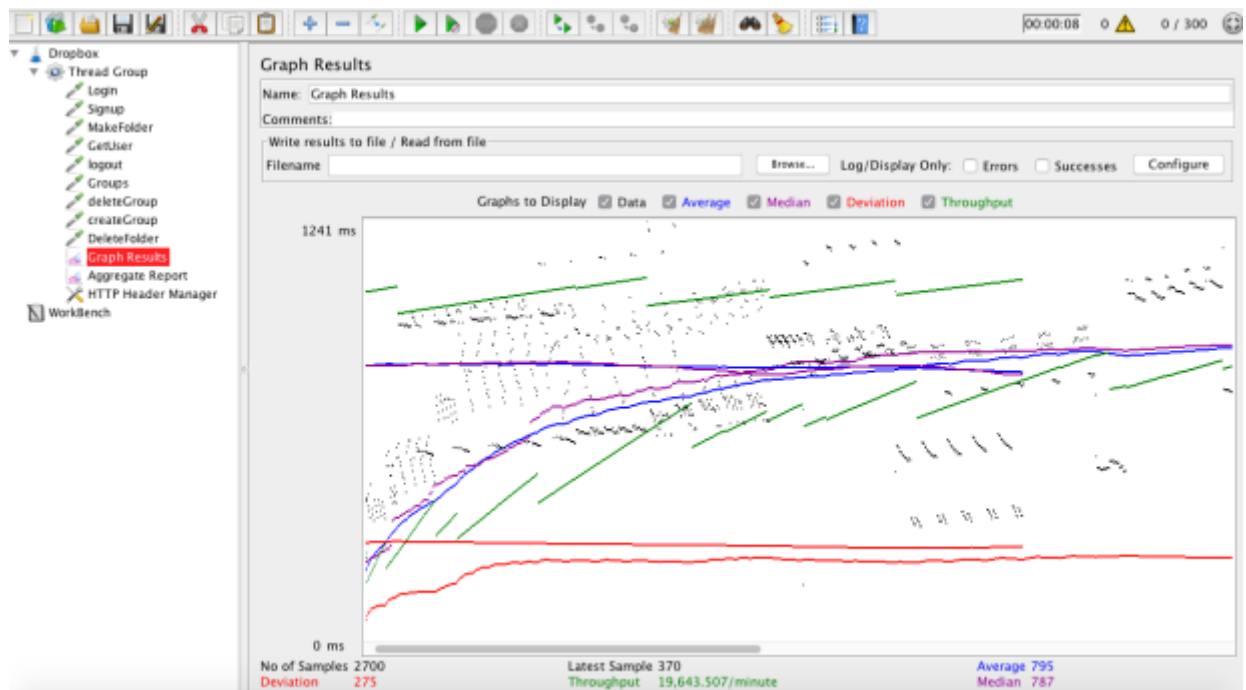 00:00:08 0 0 / 300
Dropbox
Thread Group
Login
Signup
MakeFolder
GetUser
logout
Groups
deleteGroup
createGroup
DeleteFolder
Graph Results
Aggregate Report
HTTP Header Manager
WorkBench
Graph Results
Name: Graph Results
Comments:
Write results to file / Read from file
Filename Browse... Log/Display Only: Errors Successes Configure
Graphs to Display Data Average Median Deviation Throughput
1241 ms
0 ms
No of Samples 2700 Latest Sample 370 Average 795
Deviation 275 Throughput 19,643.507/minute Median 787